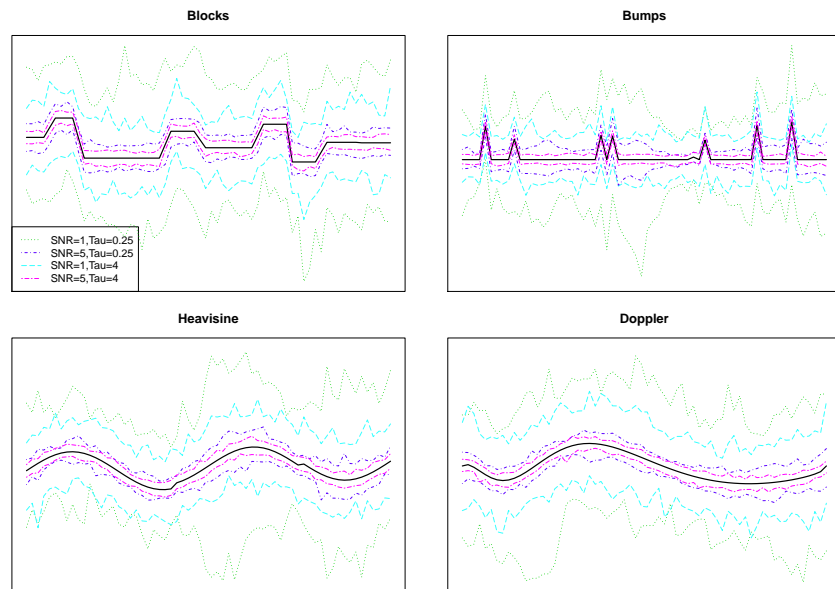 Blocks
Bumps
SNR=1,Tau=0.25
SNR=5,Tau=0.25
SNR=1,Tau=4
SNR=5,Tau=4
Heavisine
Doppler